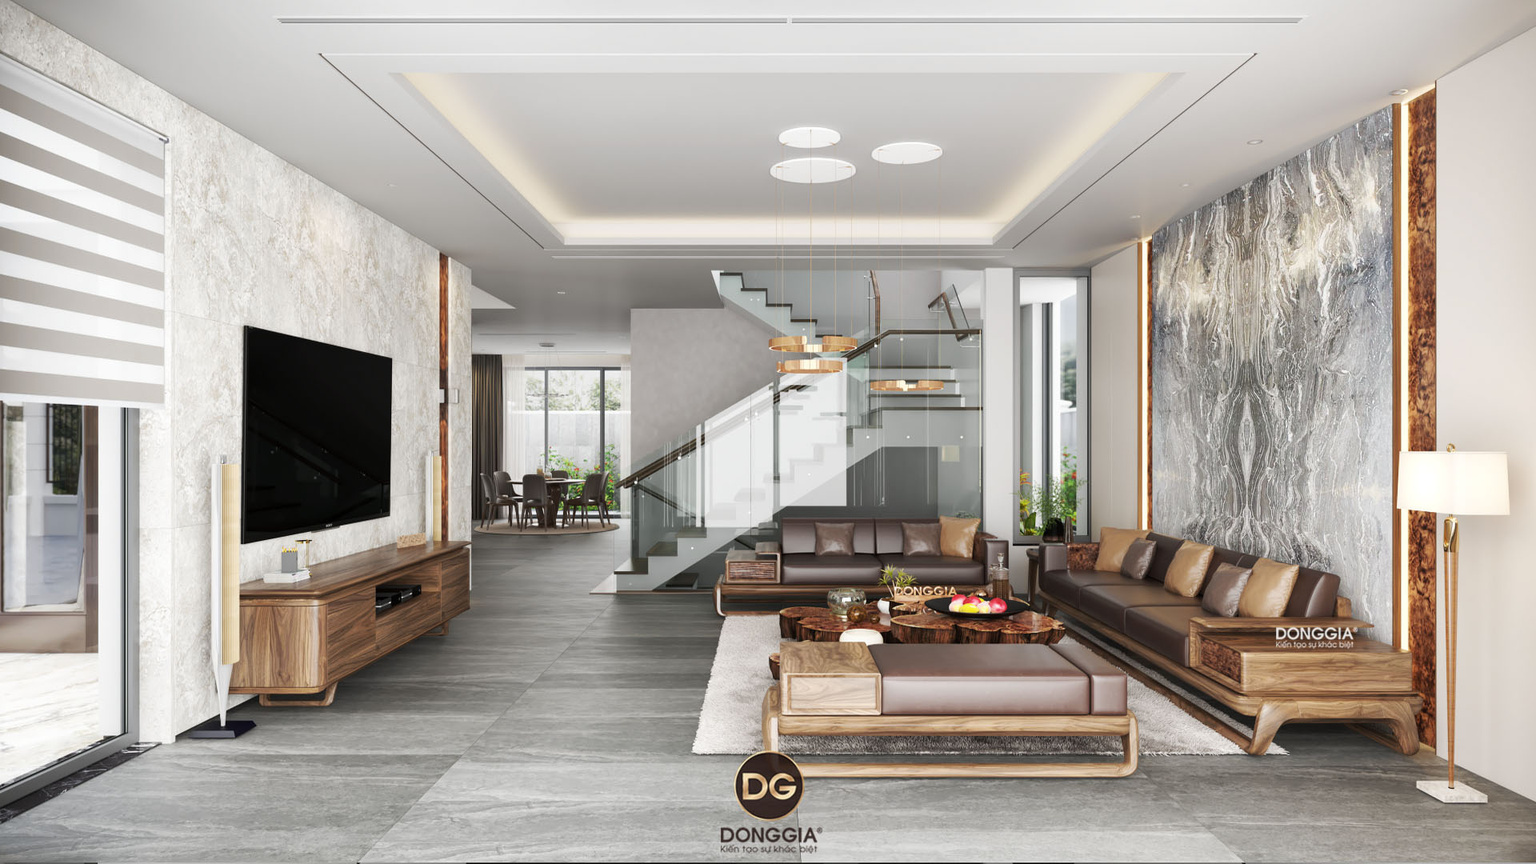 DONGGIA
DONGGIA®
Kiến tạo sự khác biệt
DG
DONGGIA®
Kiến tạo sự khác biệt